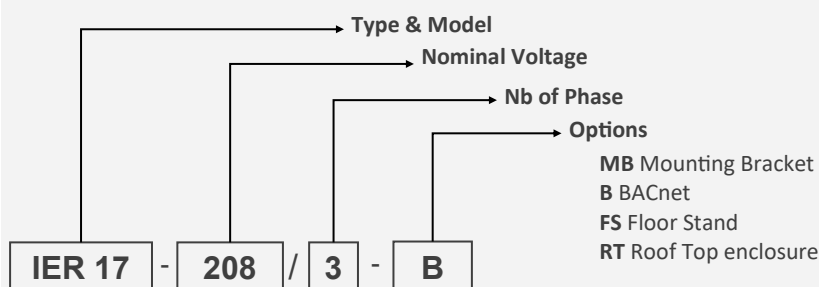 Type & Model
Nominal Voltage
Nb of Phase
Options
MB Mounting Bracket
B BACnet
FS Floor Stand
RT Roof Top enclosure
IER 17 - 208 / 3 - B